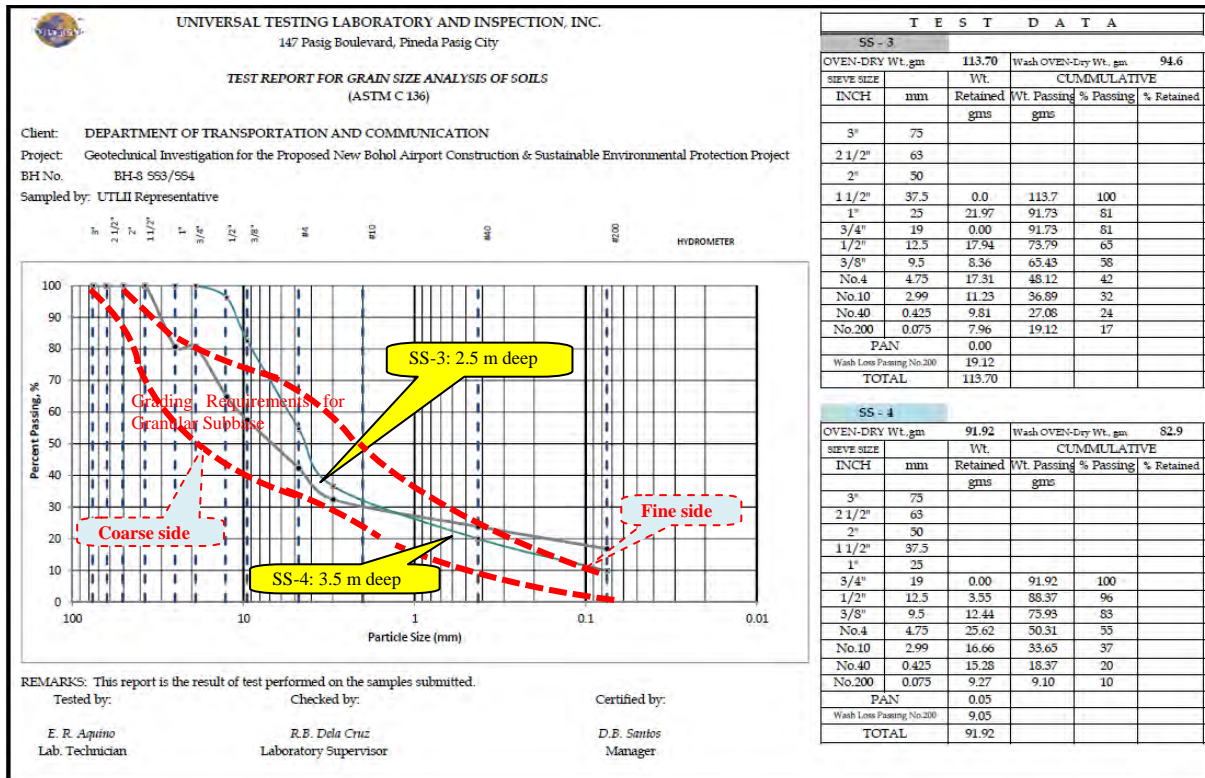 UNIVERSAL TESTING LABORATORY AND INSPECTION, INC.
147 Pasig Boulevard, Pineda Pasig City
TEST REPORT FOR GRAIN SIZE ANALYSIS OF SOILS
(ASTM C 136)
Client: DEPARTMENT OF TRANSPORTATION AND COMMUNICATION
Project: Geotechnical Investigation for the Proposed New Bohol Airport Construction & Sustainable Environmental Protection Project
BH No. BH-8 SS3/SS4
Sampled by: UTLII Representative
3" 2 1/2" 2" 1 1/2" 1" 3/4" 1/2" 3/8" #4 #10 #40 #200 HYDROMETER
Percent Passing, %
100
90
80
70
60
50
40
30
20
10
0
SS-3: 2.5 m deep
Grading Requirements for
Granular Subbase
Coarse side
Fine side
SS-4: 3.5 m deep
100 10 1 0.1 0.01
Particle Size (mm)
REMARKS: This report is the result of test performed on the samples submitted.
Tested by: Checked by: Certified by:
E. R. Aquino R.B. Dela Cruz D.B. Santos
Lab. Technician Laboratory Supervisor Manager
T E S T D A T A
SS - 3
OVEN-DRY Wt.,gm 113.70 Wash OVEN-Dry Wt., gm 94.6
SIEVE SIZE Wt. CUMMULATIVE
INCH mm Retained Wt. Passing % Passing % Retained
gms gms
3" 75
2 1/2" 63
2" 50
1 1/2" 37.5 0.0 113.7 100
1" 25 21.97 91.73 81
3/4" 19 0.00 91.73 81
1/2" 12.5 17.94 73.79 65
3/8" 9.5 8.36 65.43 58
No.4 4.75 17.31 48.12 42
No.10 2.99 11.23 36.89 32
No.40 0.425 9.81 27.08 24
No.200 0.075 7.96 19.12 17
PAN 0.00
Wash Loss Passing No.200 19.12
TOTAL 113.70
SS - 4
OVEN-DRY Wt.,gm 91.92 Wash OVEN-Dry Wt., gm 82.9
SIEVE SIZE Wt. CUMMULATIVE
INCH mm Retained Wt. Passing % Passing % Retained
gms gms
3" 75
2 1/2" 63
2" 50
1 1/2" 37.5
1" 25
3/4" 19 0.00 91.92 100
1/2" 12.5 3.55 88.37 96
3/8" 9.5 12.44 75.93 83
No.4 4.75 25.62 50.31 55
No.10 2.99 16.66 33.65 37
No.40 0.425 15.28 18.37 20
No.200 0.075 9.27 9.10 10
PAN 0.05
Wash Loss Passing No.200 9.05
TOTAL 91.92